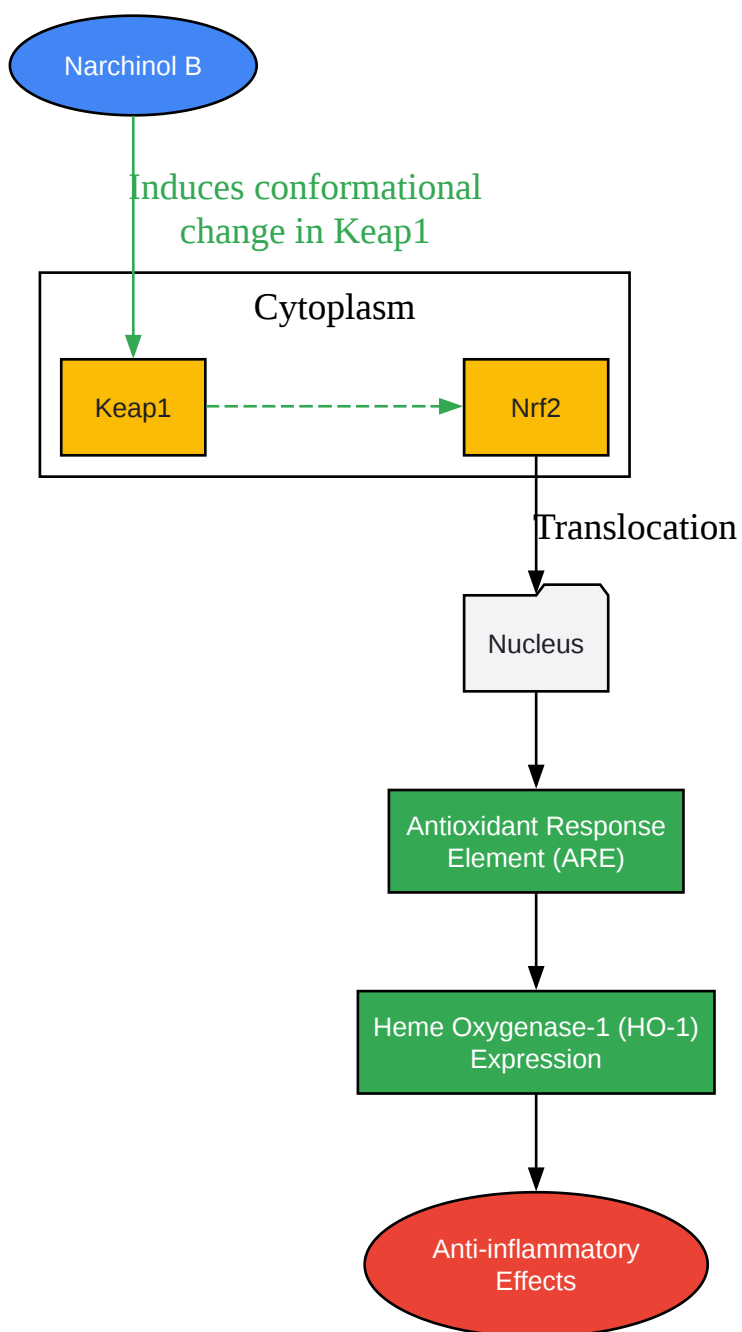 Narchinol B
Induces conformational
change in Keap1
Cytoplasm
Keap1
Nrf2
Translocation
Nucleus
Antioxidant Response
Element (ARE)
Heme Oxygenase-1 (HO-1)
Expression
Anti-inflammatory
Effects